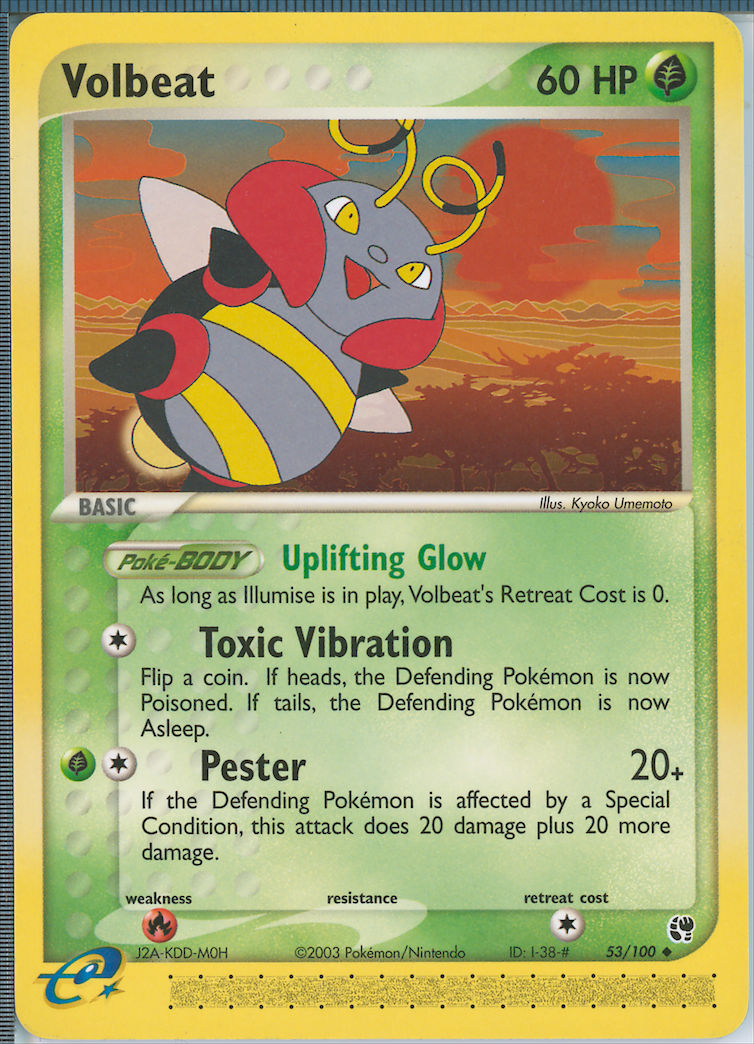 Volbeat 60 HP
BASIC Illus. Kyoko Umemoto
Poké-BODY Uplifting Glow
As long as Illumise is in play, Volbeat's Retreat Cost is 0.
Toxic Vibration
Flip a coin. If heads, the Defending Pokémon is now
Poisoned. If tails, the Defending Pokémon is now
Asleep.
Pester 20+
If the Defending Pokémon is affected by a Special
Condition, this attack does 20 damage plus 20 more
damage.
weakness resistance retreat cost
J2A-KDD-M0H ©2003 Pokémon/Nintendo ID: I-38-# 53/100
e